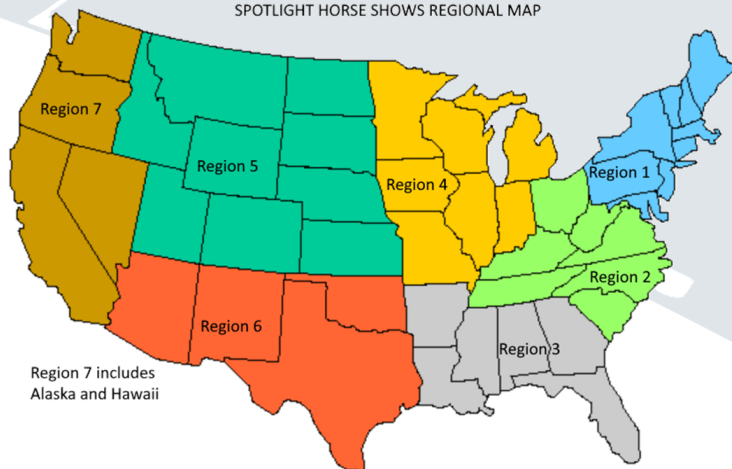 SPOTLIGHT HORSE SHOWS REGIONAL MAP
Region 7
Region 5
Region 4
Region 1
Region 2
Region 6
Region 3
Region 7 includes
Alaska and Hawaii